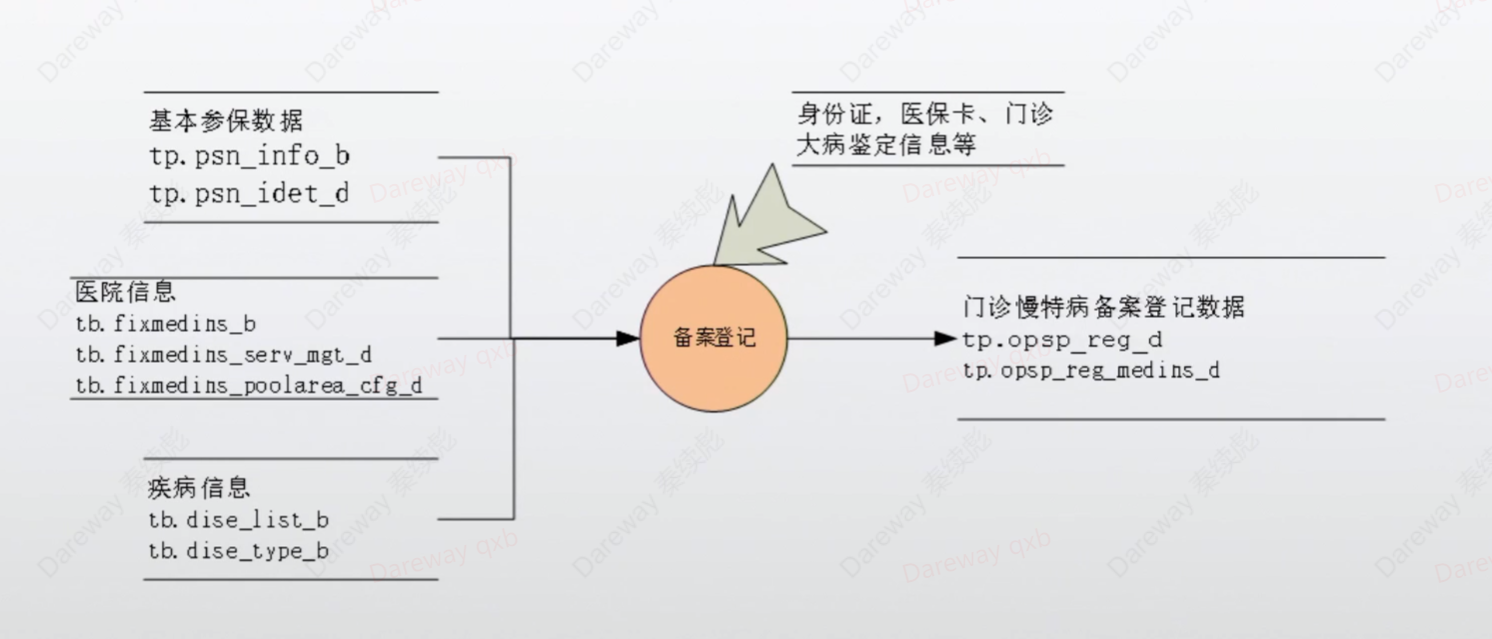 基本参保数据
tp.psn_info_b
tp.psn_idet_d
医院信息
tb.fixmedins_b
tb.fixmedins_serv_mgt_d
tb.fixmedins_poolarea_cfg_d
疾病信息
tb.dise_list_b
tb.dise_type_b
身份证，医保卡、门诊
大病鉴定信息等
备案登记
门诊慢特病备案登记数据
tp.opsp_reg_d
tp.opsp_reg_medins_d
Dareway 秦续彪
Dareway qxb